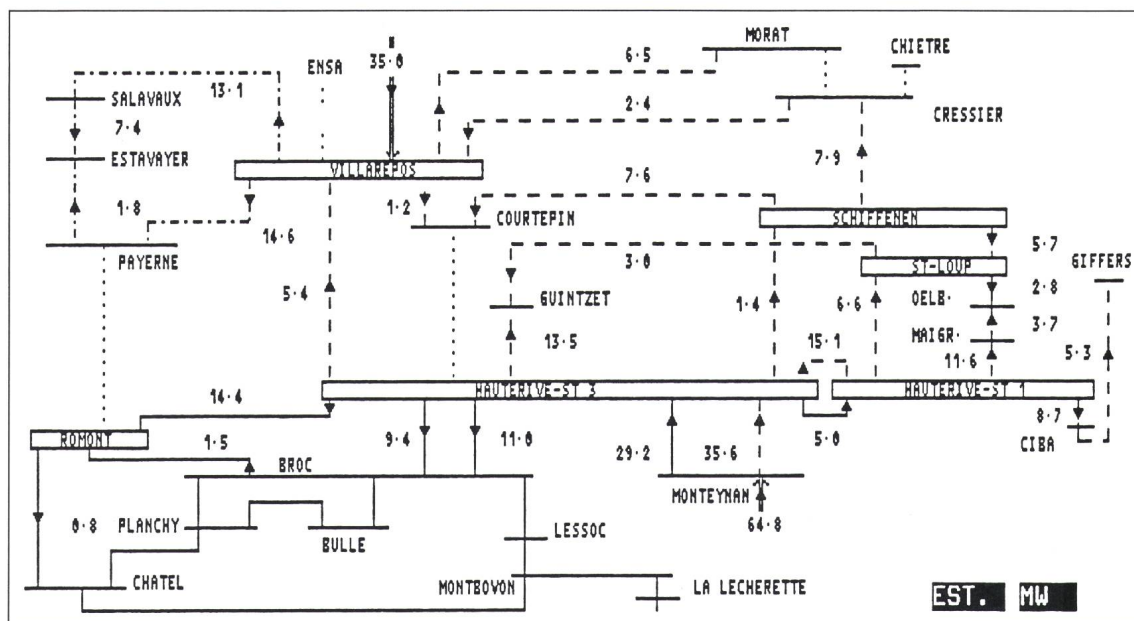 MORAT
CHIETRE
ENSA
35·0
6·5
SALAVAUX
13·1
2·4
CRESSIER
7·4
ESTAVAYER
VILLAREPOS
7·9
1·8
1·2
7·6
COURTEPIN
SCHIFFENEN
14·6
5·7
GIFFERS
PAYERNE
3·0
ST-LOUP
5·4
GUINTZET
1·4
6·6
OELB·
2·8
MAIGR·
3·7
13·5
15·1
11·6
5·3
14·4
HAUTERIVE-ST 3
HAUTERIVE-ST 1
8·7
ROMONT
1·5
9·4
11·0
29·2
35·6
5·0
CIBA
BROC
MONTEYNAN
0·8
PLANCHY
BULLE
LESSOC
64·8
CHATEL
MONTBOVON
LA LECHERETTE
EST. MW